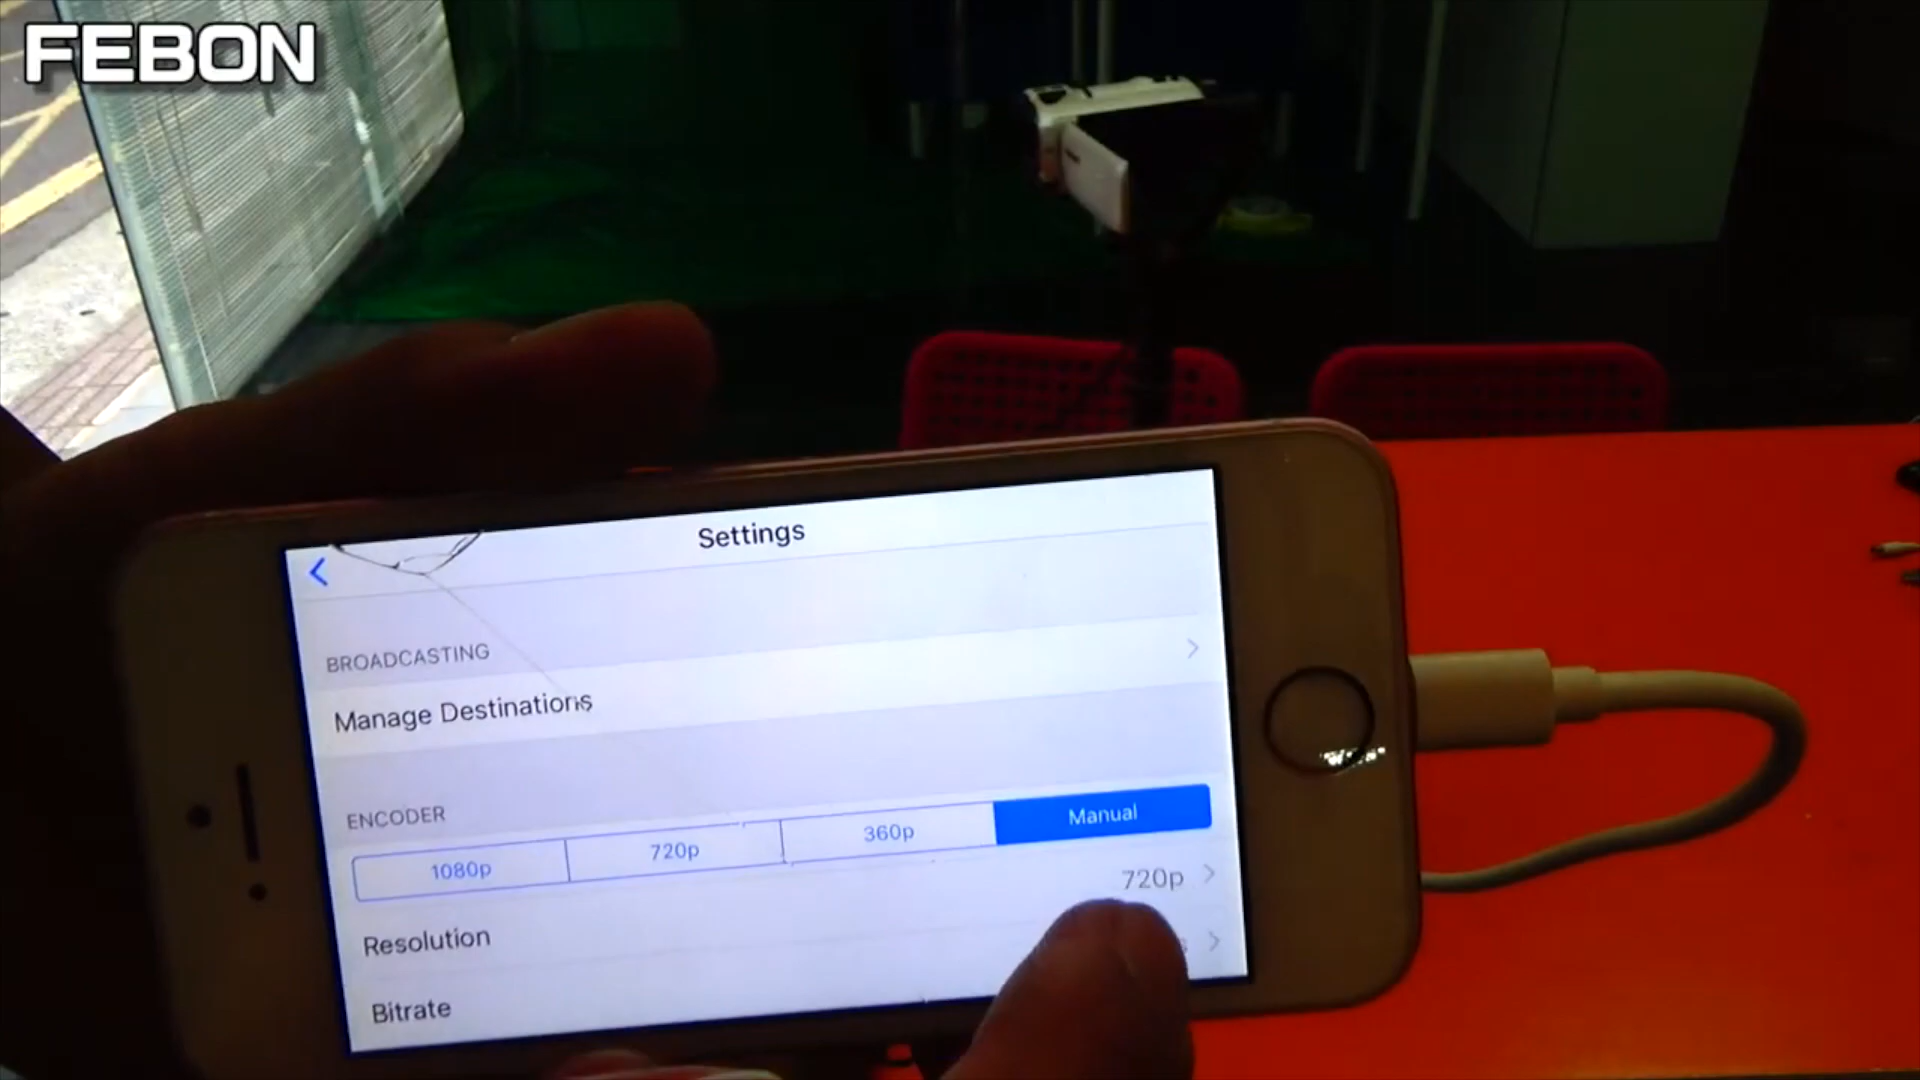 FEBON
Settings
BROADCASTING
Manage Destinations
ENCODER
1080p 720p 360p Manual
Resolution 720p
Bitrate